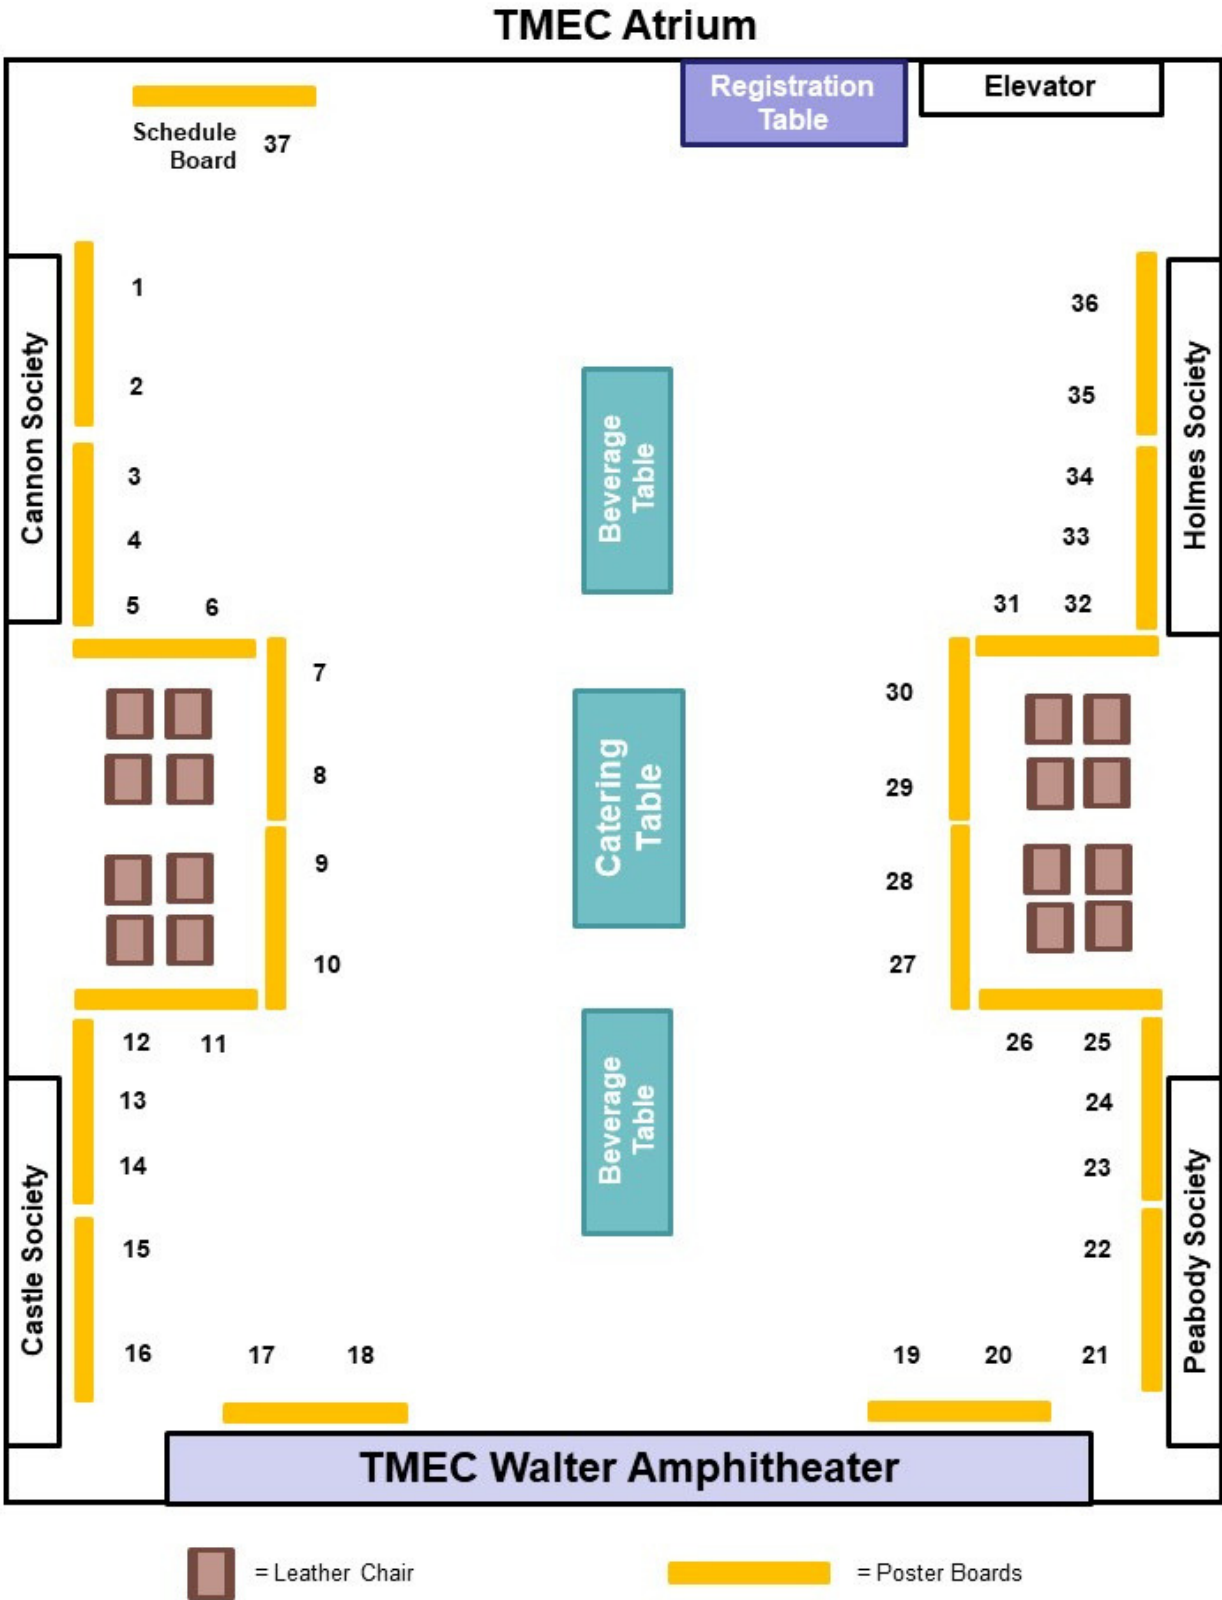 TMEC Atrium
Registration
Table
Elevator
Schedule
Board
37
Cannon Society
1
2
3
4
5 6
7
8
9
10
12 11
13
14
15
16 17 18
Castle Society
Beverage
Table
Catering
Table
Beverage
Table
Holmes Society
36
35
34
33
31 32
30
29
28
27
26 25
24
23
22
19 20 21
Peabody Society
TMEC Walter Amphitheater
= Leather Chair
= Poster Boards